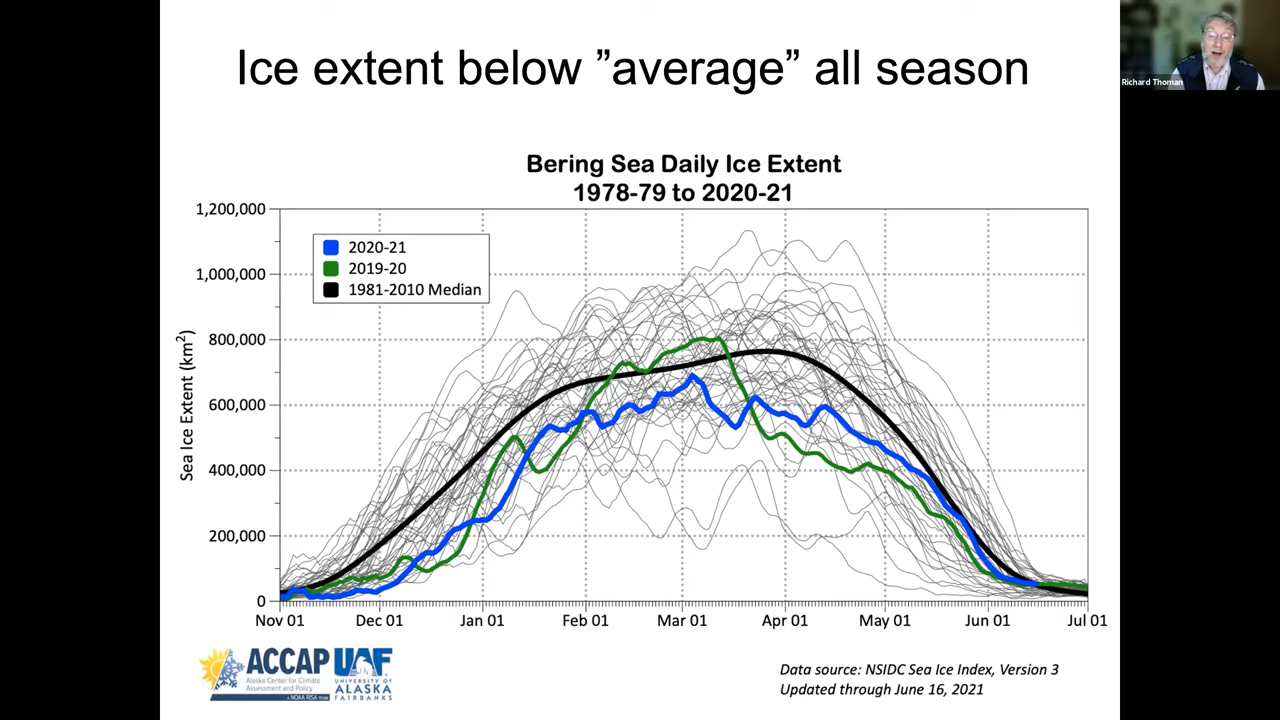 Ice extent below ”average” all season
Richard Thoman
Bering Sea Daily Ice Extent
1978-79 to 2020-21
1,200,000
1,000,000
800,000
600,000
400,000
200,000
0
Sea Ice Extent (km²)
2020-21
2019-20
1981-2010 Median
Nov 01 Dec 01 Jan 01 Feb 01 Mar 01 Apr 01 May 01 Jun 01 Jul 01
ACCAP
Alaska Center for Climate
Assessment and Policy
A NOAA RISA TEAM
UAF
UNIVERSITY OF
ALASKA
FAIRBANKS
Data source: NSIDC Sea Ice Index, Version 3
Updated through June 16, 2021